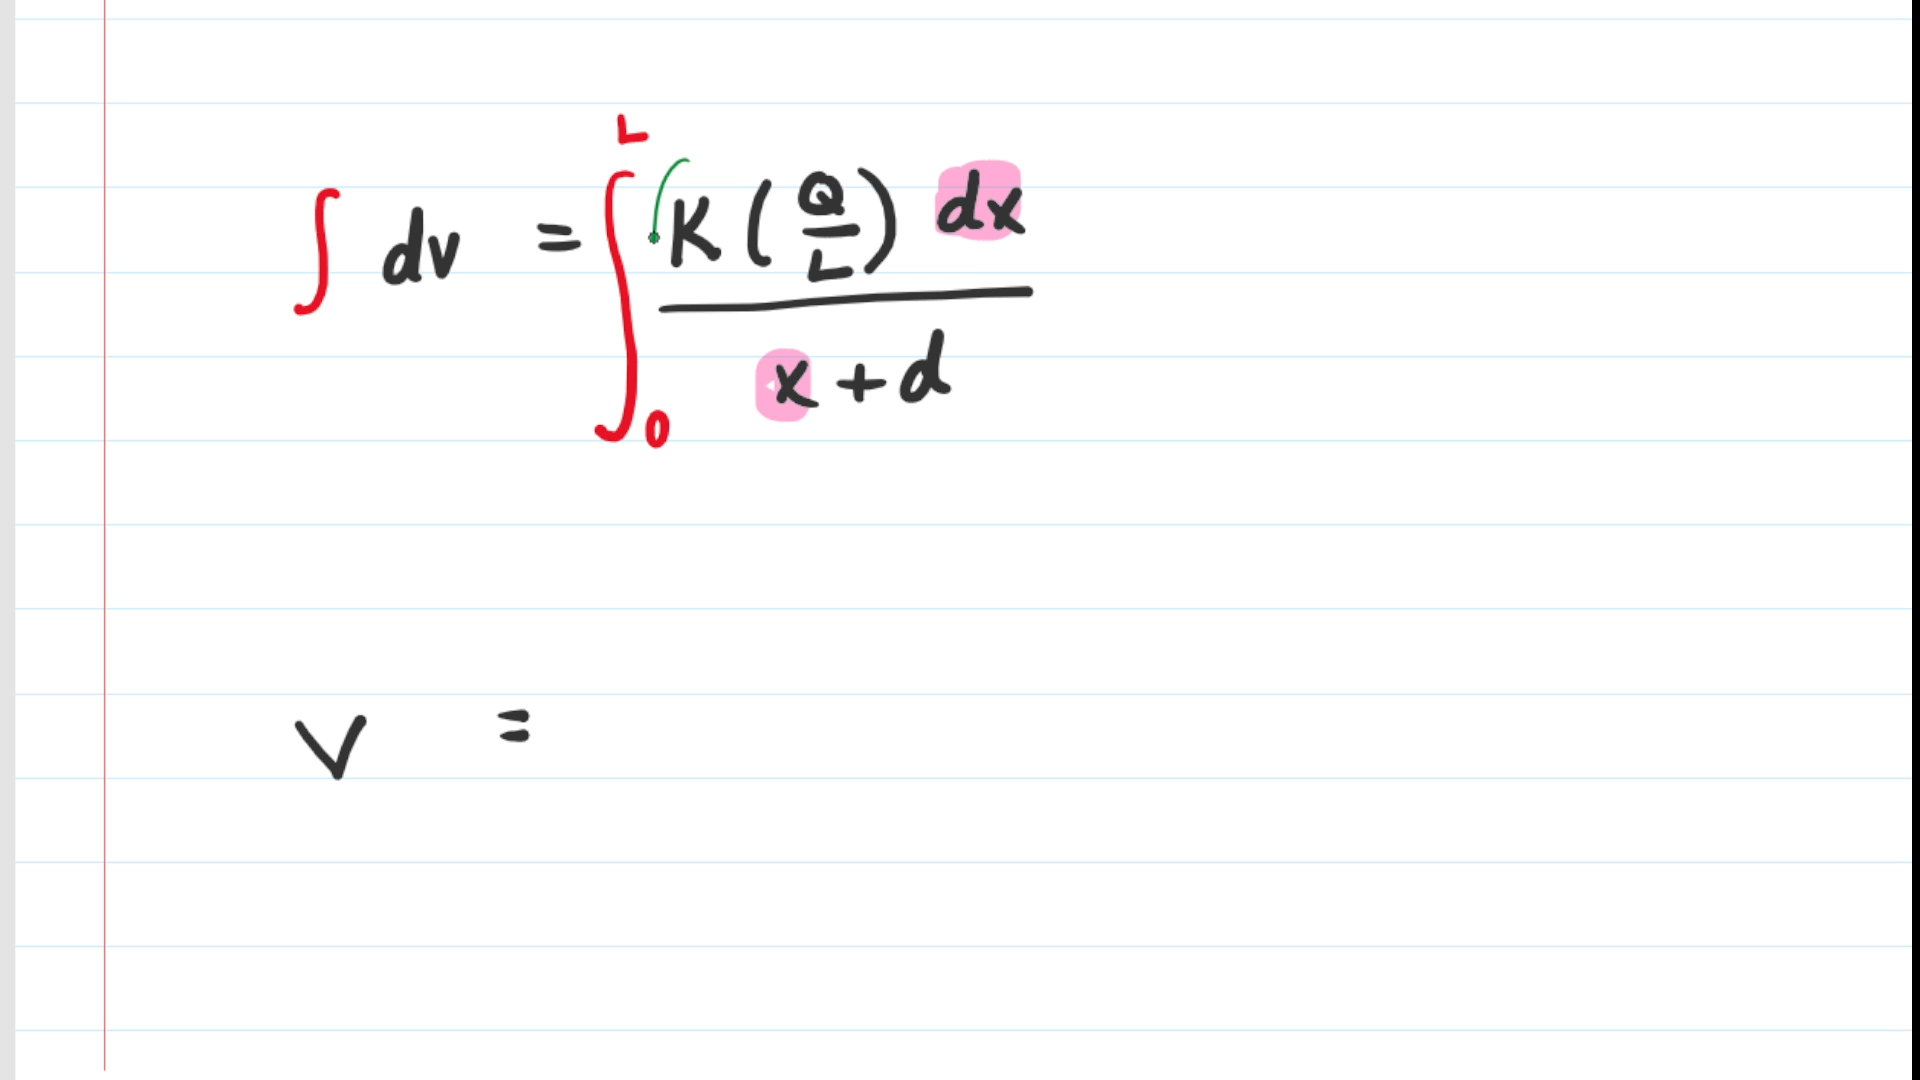 ∫ dv = ∫₀ᴸ K(Q/L) dx / x + d
V =